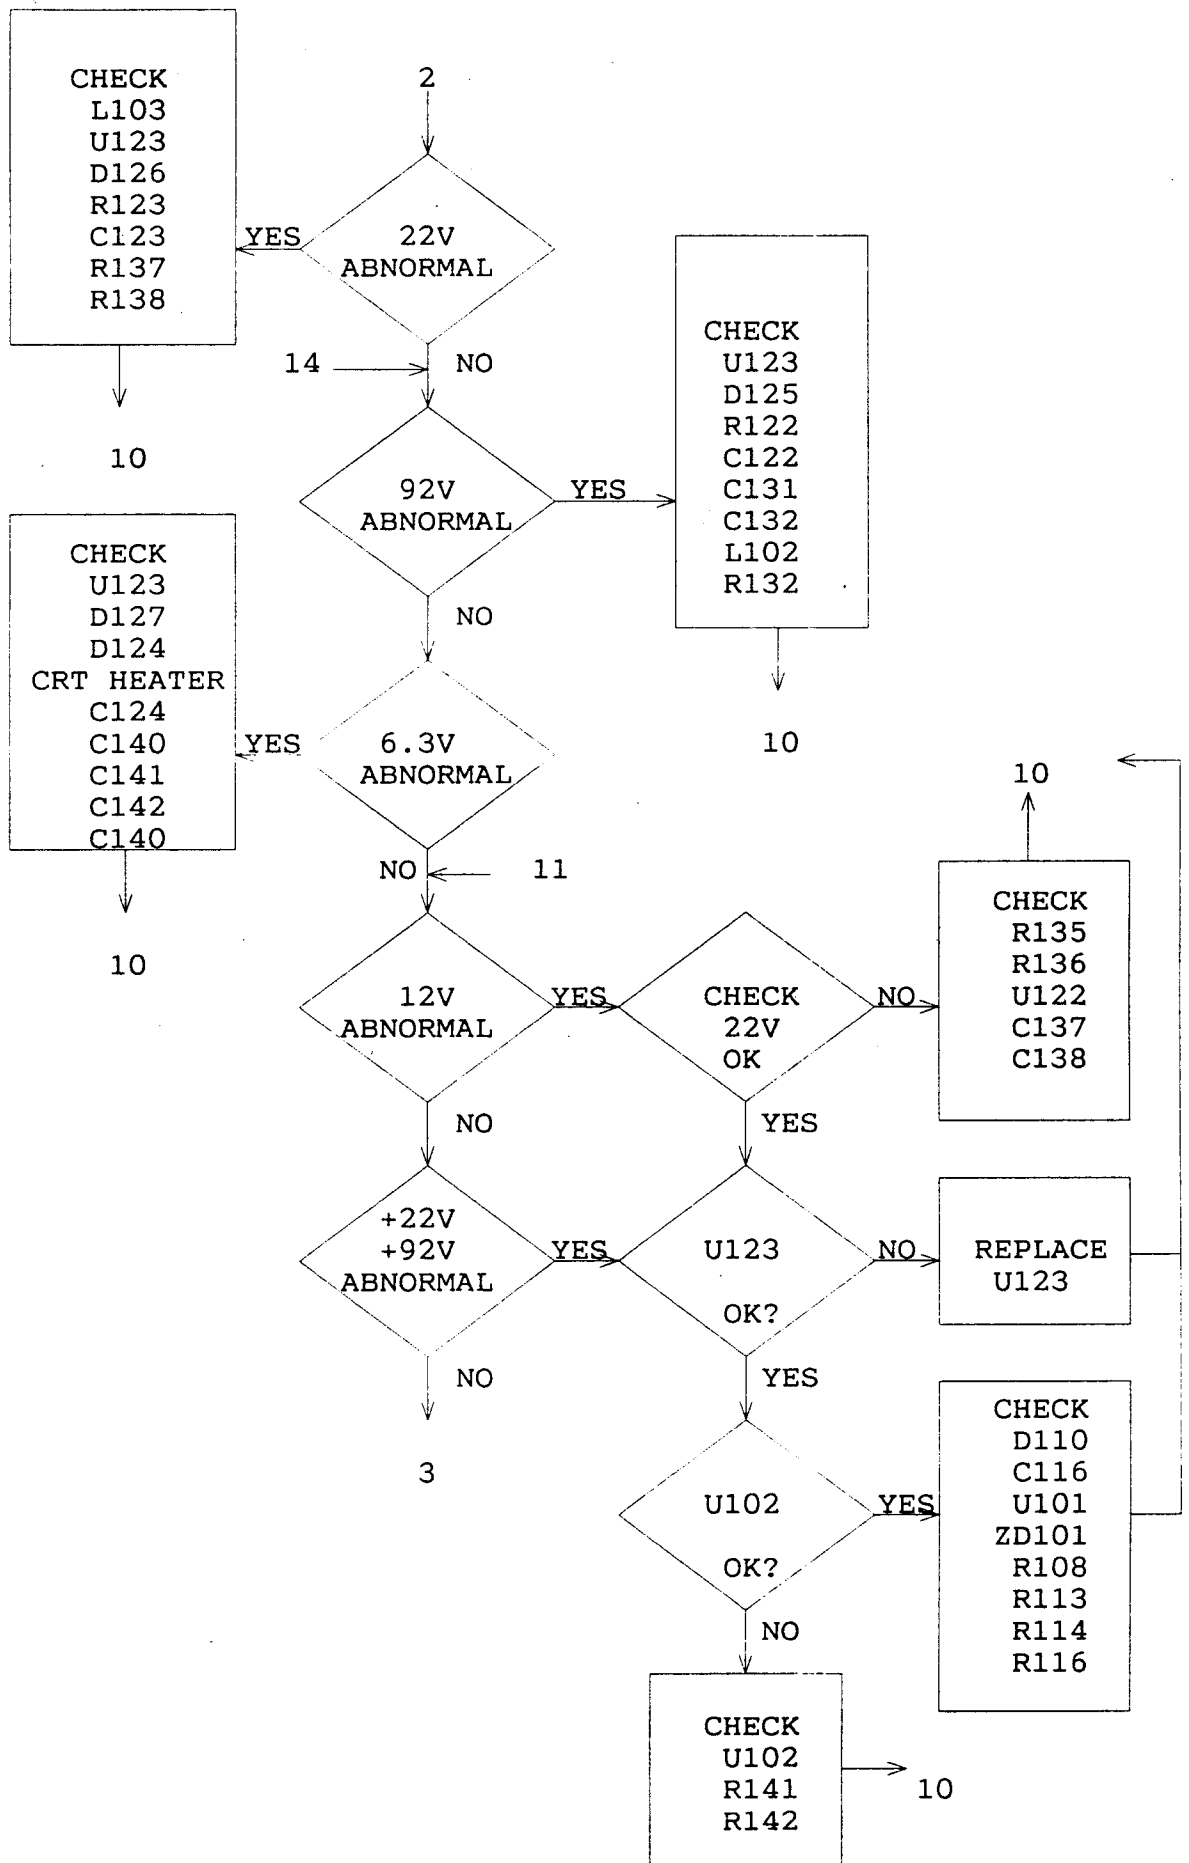 CHECK
L103
U123
D126
R123
C123
R137
R138
10
2
YES
22V
ABNORMAL
14
NO
92V
ABNORMAL
YES
CHECK
U123
D125
R122
C122
C131
C132
L102
R132
10
NO
CHECK
U123
D127
D124
CRT HEATER
C124
C140
C141
C142
C140
10
YES
6.3V
ABNORMAL
NO
11
12V
ABNORMAL
YES
CHECK
22V
OK
NO
10
CHECK
R135
R136
U122
C137
C138
NO
YES
+22V
+92V
ABNORMAL
YES
U123
OK?
NO
REPLACE
U123
NO
3
YES
U102
OK?
YES
CHECK
D110
C116
U101
ZD101
R108
R113
R114
R116
NO
CHECK
U102
R141
R142
10